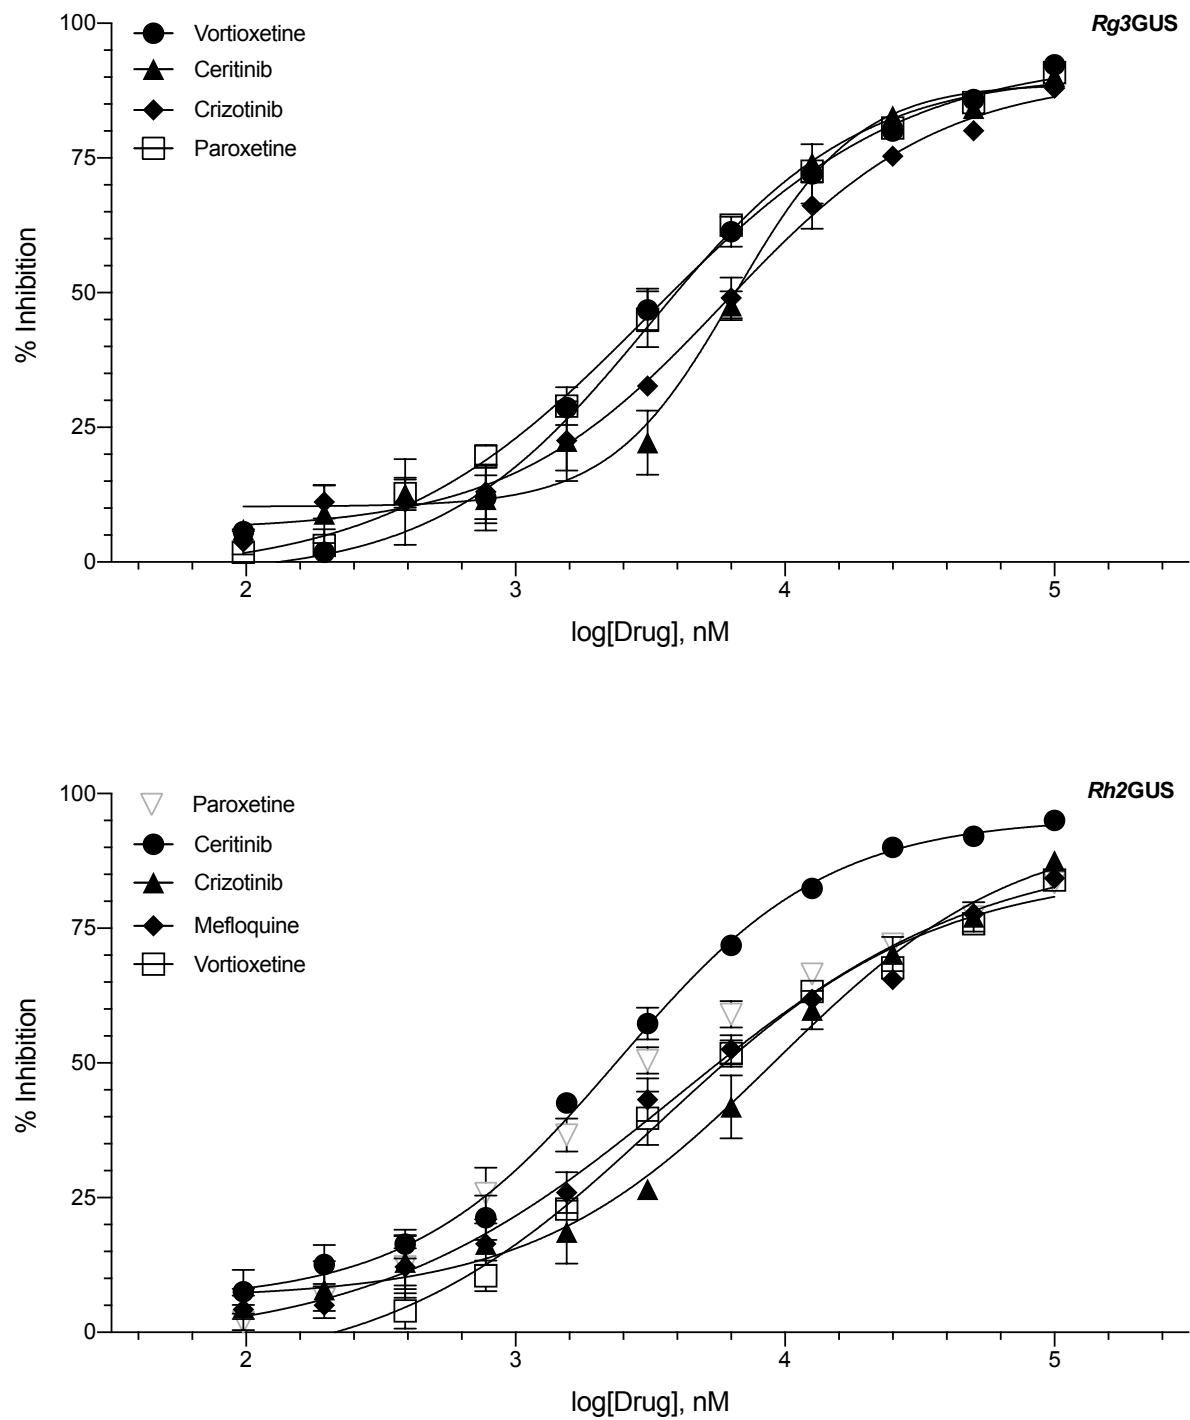 Rg3GUS
Vortioxetine
Ceritinib
Crizotinib
Paroxetine
100
75
50
25
0
% Inhibition
2 3 4 5
log[Drug], nM
Rh2GUS
Paroxetine
Ceritinib
Crizotinib
Mefloquine
Vortioxetine
100
75
50
25
0
% Inhibition
2 3 4 5
log[Drug], nM